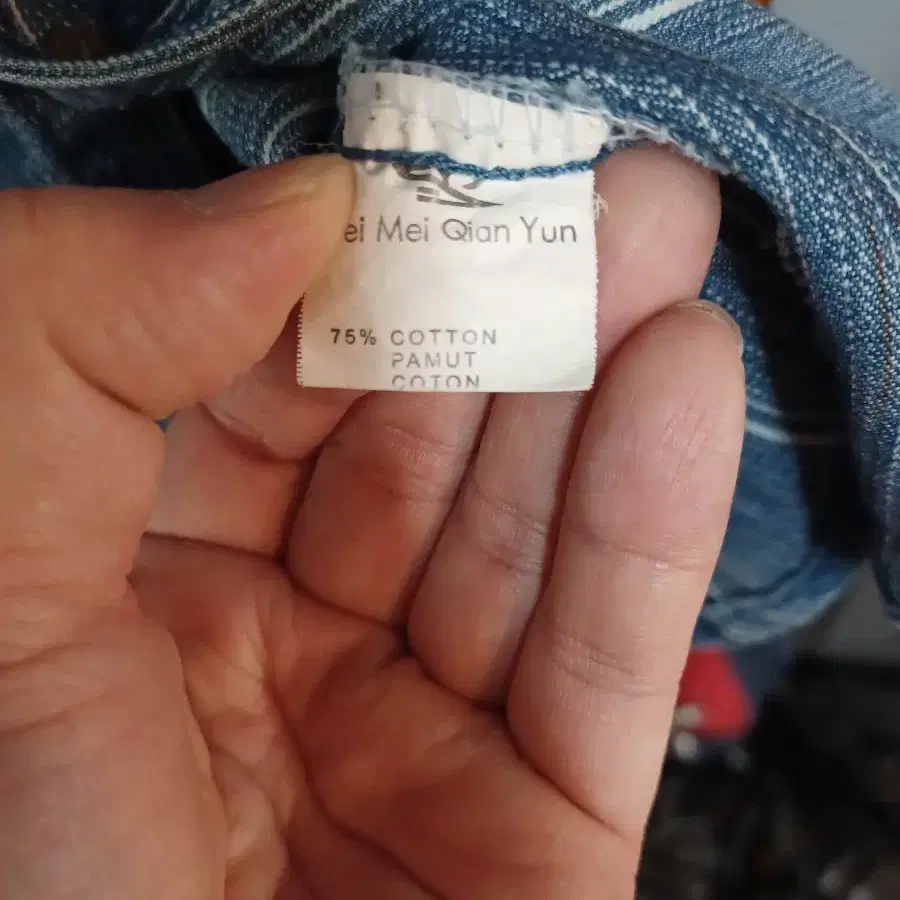 ei Mei Qian Yun
75% COTTON
PAMUT
COTON